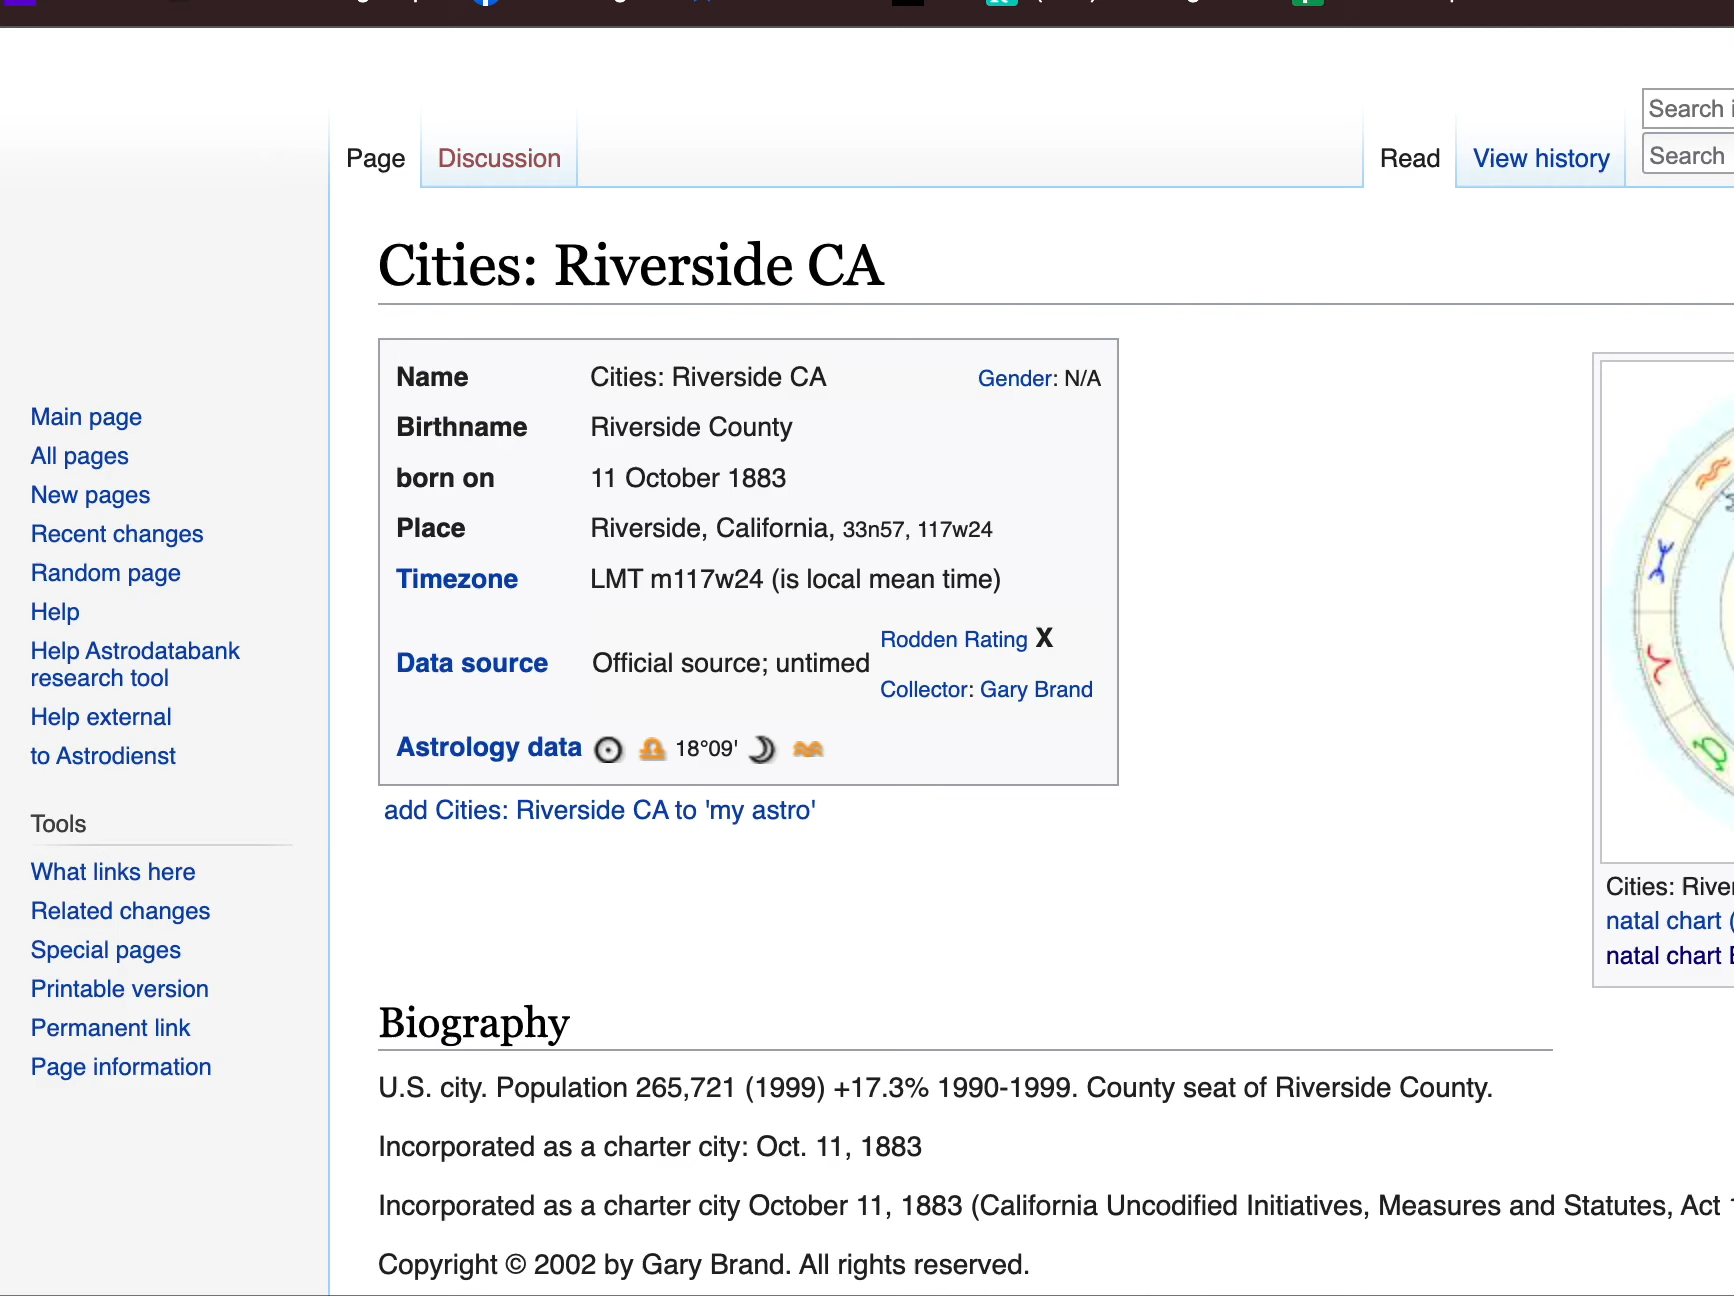 Page
Discussion
Read
View history
Search
Search
Cities: Riverside CA
Name Cities: Riverside CA Gender: N/A
Birthname Riverside County
born on 11 October 1883
Place Riverside, California, 33n57, 117w24
Timezone LMT m117w24 (is local mean time)
Data source Official source; untimed
Rodden Rating X
Collector: Gary Brand
Astrology data 18°09'
add Cities: Riverside CA to 'my astro'
Main page
All pages
New pages
Recent changes
Random page
Help
Help Astrodatabank
research tool
Help external
to Astrodienst
Tools
What links here
Related changes
Special pages
Printable version
Permanent link
Page information
Cities:
natal chart (
natal chart
Biography
U.S. city. Population 265,721 (1999) +17.3% 1990-1999. County seat of Riverside County.
Incorporated as a charter city: Oct. 11, 1883
Incorporated as a charter city October 11, 1883 (California Uncodified Initiatives, Measures and Statutes, Act
Copyright © 2002 by Gary Brand. All rights reserved.